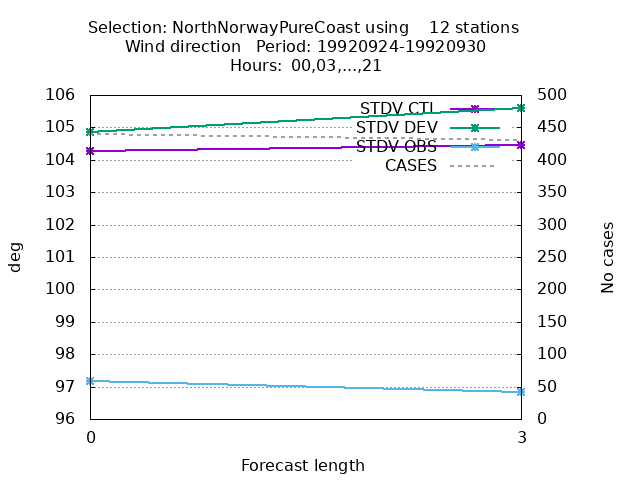 Selection: NorthNorwayPureCoast using    12 stations
Wind direction   Period: 19920924-19920930
Hours:  00,03,...,21
106 500
STDV CTL
105 STDV DEV 450
STDV OBS
104 400
CASES
103 350
102 300
101 250
100 200
99 150
98 100
97 50
96 0
0 3
deg
No cases
Forecast length